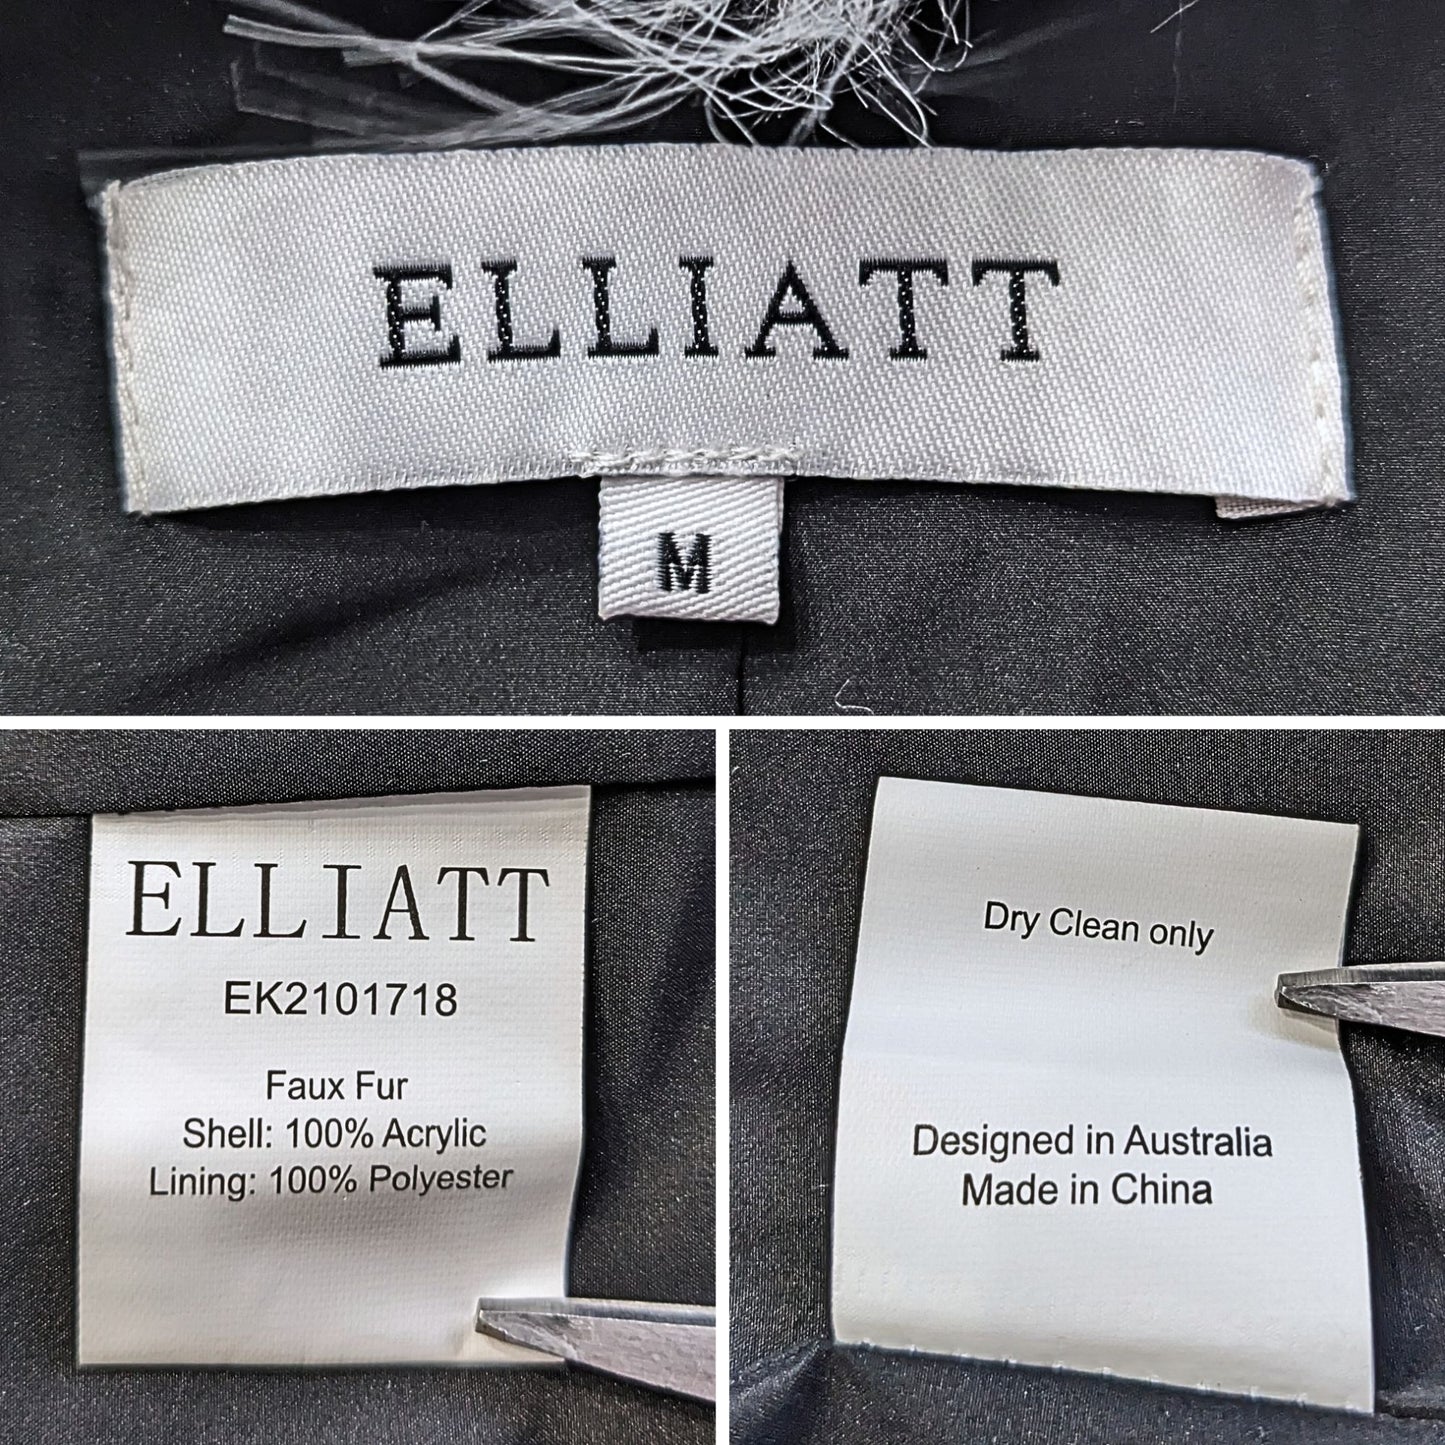 ELLIATT
M
ELLIATT
EK2101718
Faux Fur
Shell: 100% Acrylic
Lining: 100% Polyester
Dry Clean only
Designed in Australia
Made in China